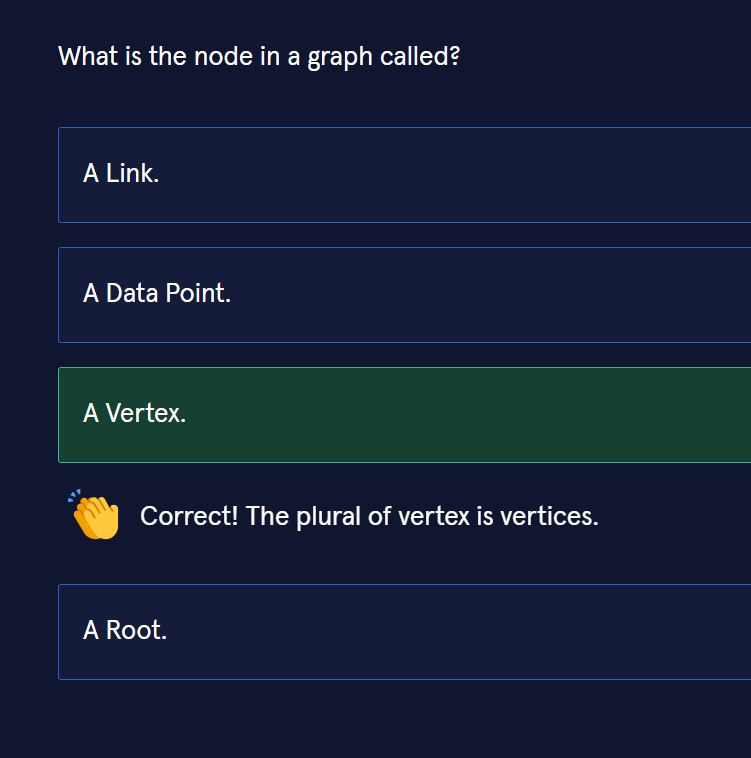 What is the node in a graph called?
A Link.
A Data Point.
A Vertex.
Correct! The plural of vertex is vertices.
A Root.